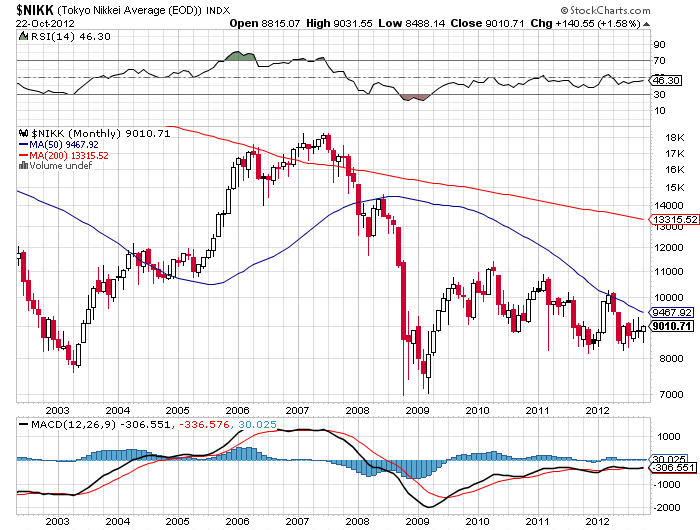 $NIKK (Tokyo Nikkei Average (EOD)) INDX © StockCharts.com
22-Oct-2012 Open 8815.07 High 9031.55 Low 8488.14 Close 9010.71 Chg +140.55 (+1.58%)
RSI(14) 46.30
90
70
46.30
30
10
$NIKK (Monthly) 9010.71
MA(50) 9467.92
MA(200) 13315.52
Volume undef
18K
17K
16K
15K
14000
13315.52
13000
12000
11000
10000
9467.92
9010.71
8000
7000
2003 2004 2005 2006 2007 2008 2009 2010 2011 2012
MACD(12,26,9) -306.551, -336.576, 30.025
1000
30.025
-306.551
-1000
-2000
2003 2004 2005 2006 2007 2008 2009 2010 2011 2012